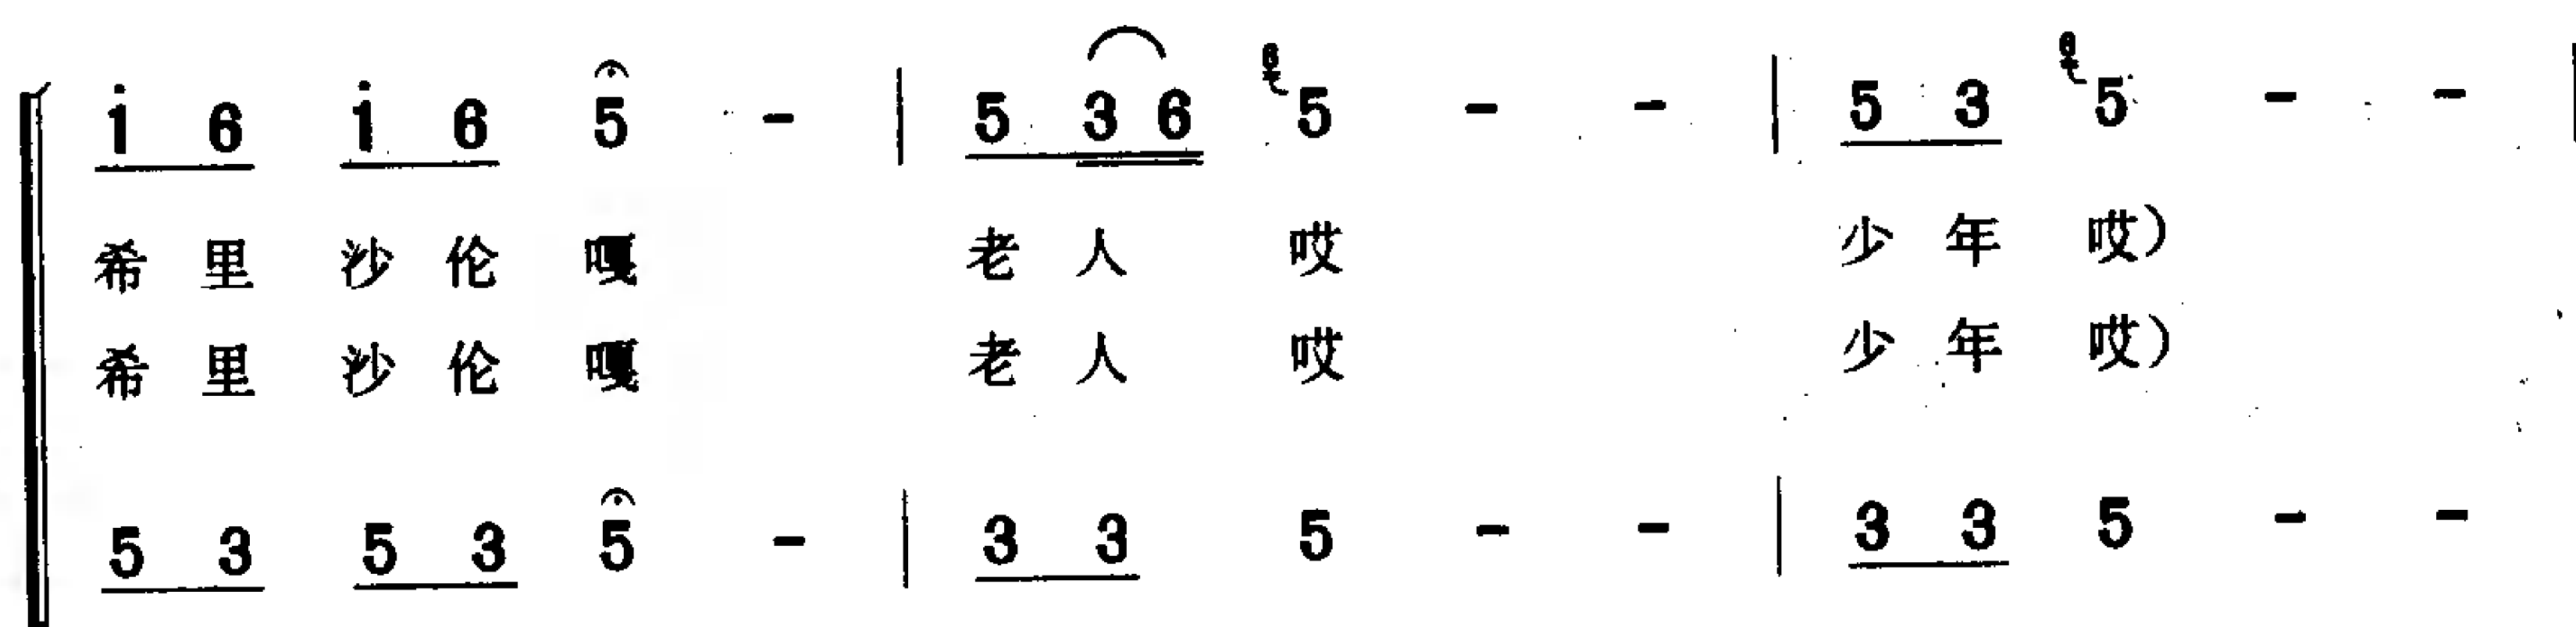 i 6 i 6 5 - | 5 3 6 6 5 - - | 5 3 6 5 - - |
希里 沙伦 嘎 老人 哎 少年 哎)
希里 沙伦 嘎 老人 哎 少年 哎)
5 3 5 3 5 - | 3 3 5 - - | 3 3 5 - -